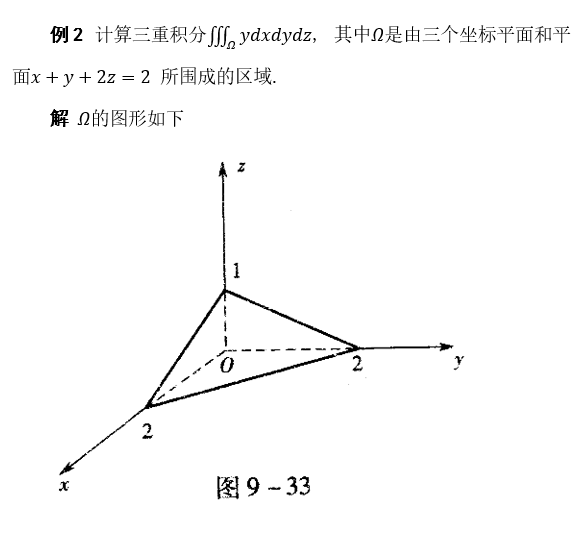 例 2 计算三重积分∭_Ω ydxdydz, 其中Ω是由三个坐标平面和平
面x + y + 2z = 2 所围成的区域.
解 Ω的图形如下
z
1
O
2
y
2
x
图 9 – 33